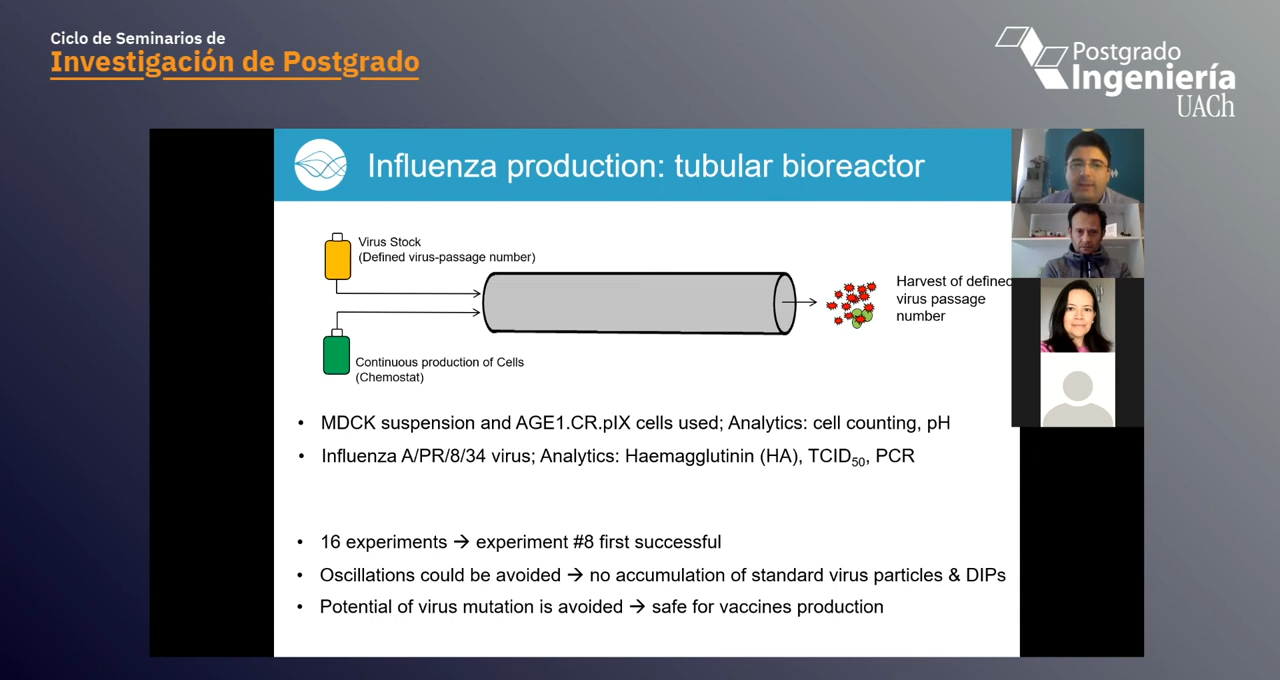 Ciclo de Seminarios de
Investigación de Postgrado
Postgrado
Ingeniería
UACh
Influenza production: tubular bioreactor
Virus Stock
(Defined virus-passage number)
Harvest of defined
virus passage
number
Continuous production of Cells
(Chemostat)
• MDCK suspension and AGE1.CR.pIX cells used; Analytics: cell counting, pH
• Influenza A/PR/8/34 virus; Analytics: Haemagglutinin (HA), TCID50, PCR
• 16 experiments → experiment #8 first successful
• Oscillations could be avoided → no accumulation of standard virus particles & DIPs
• Potential of virus mutation is avoided → safe for vaccines production